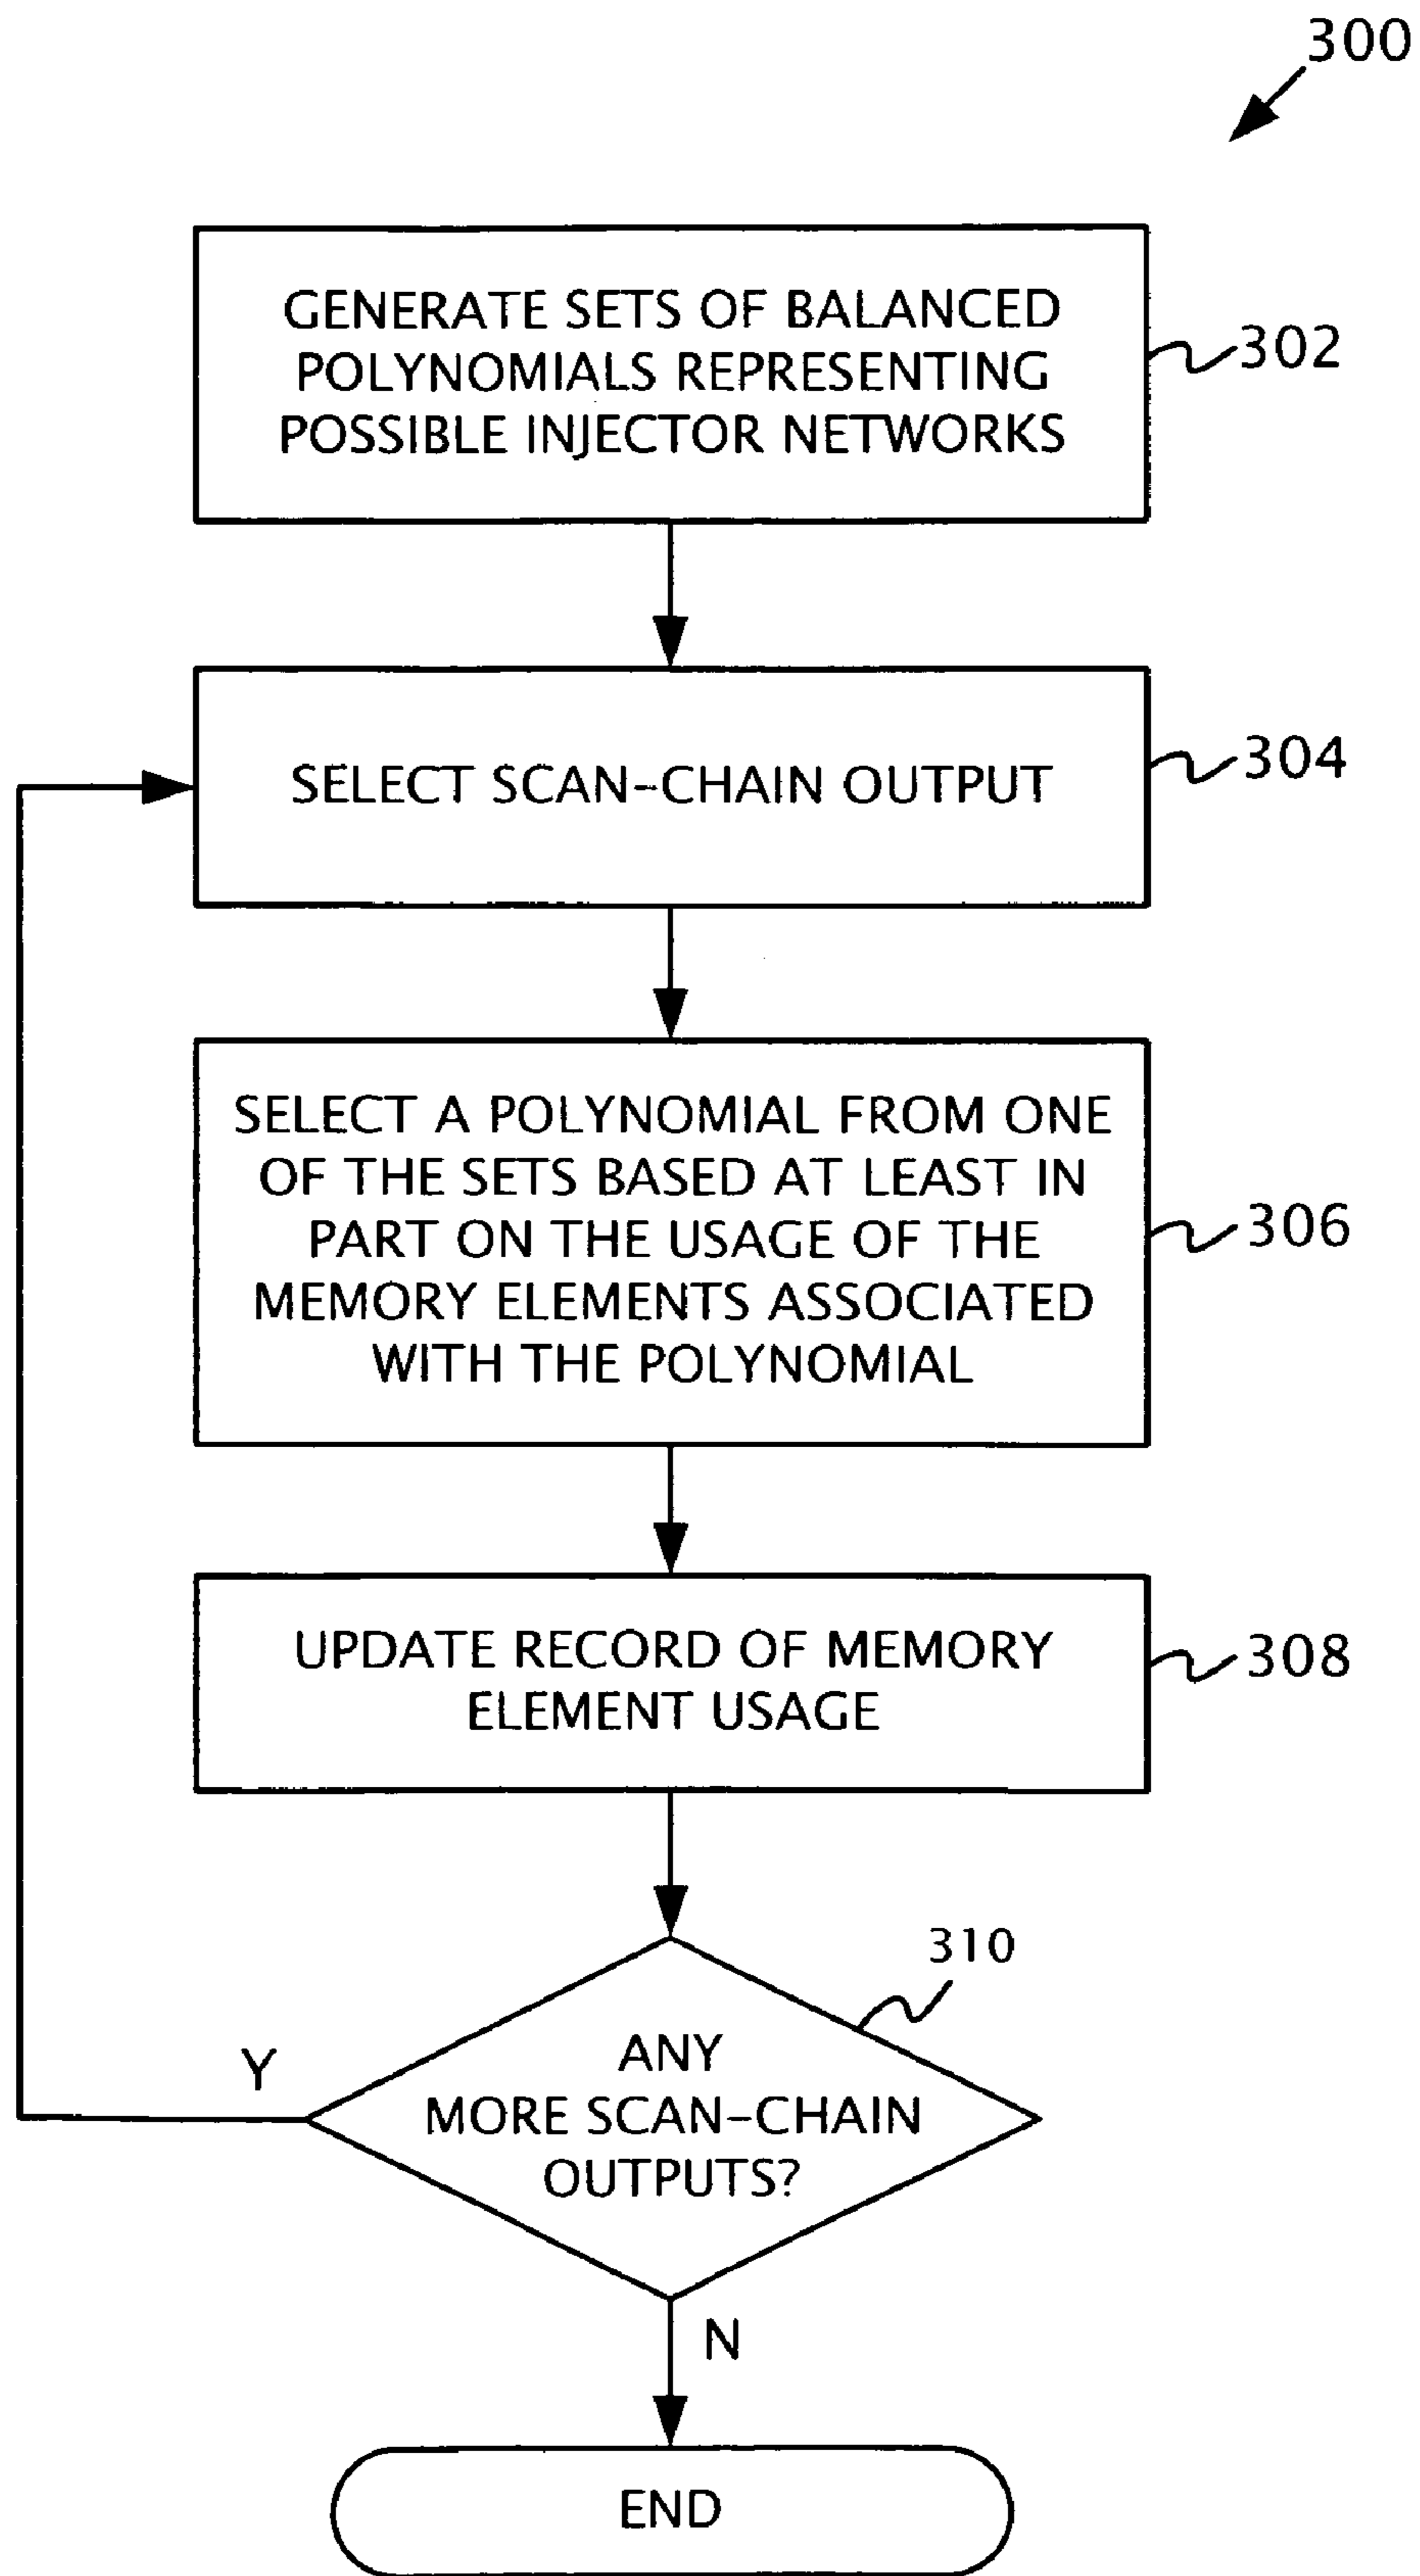 300
GENERATE SETS OF BALANCED
POLYNOMIALS REPRESENTING
POSSIBLE INJECTOR NETWORKS
302
SELECT SCAN-CHAIN OUTPUT
304
SELECT A POLYNOMIAL FROM ONE
OF THE SETS BASED AT LEAST IN
PART ON THE USAGE OF THE
MEMORY ELEMENTS ASSOCIATED
WITH THE POLYNOMIAL
306
UPDATE RECORD OF MEMORY
ELEMENT USAGE
308
310
ANY
MORE SCAN-CHAIN
OUTPUTS?
Y
N
END